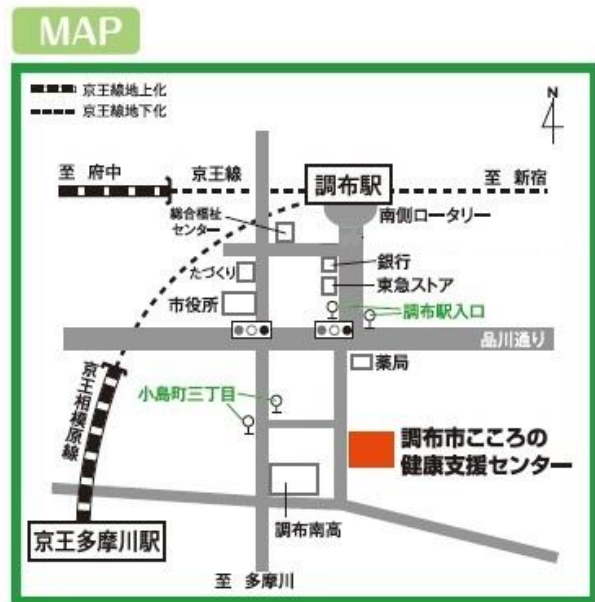 MAP
京王線地上化
京王線地下化
N
至 府中
京王線
調布駅
至 新宿
南側ロータリー
総合福祉
センター
たづくり
銀行
東急ストア
市役所
調布駅入口
品川通り
薬局
京王相模原線
小島町三丁目
調布市こころの
健康支援センター
調布南高
京王多摩川駅
至 多摩川